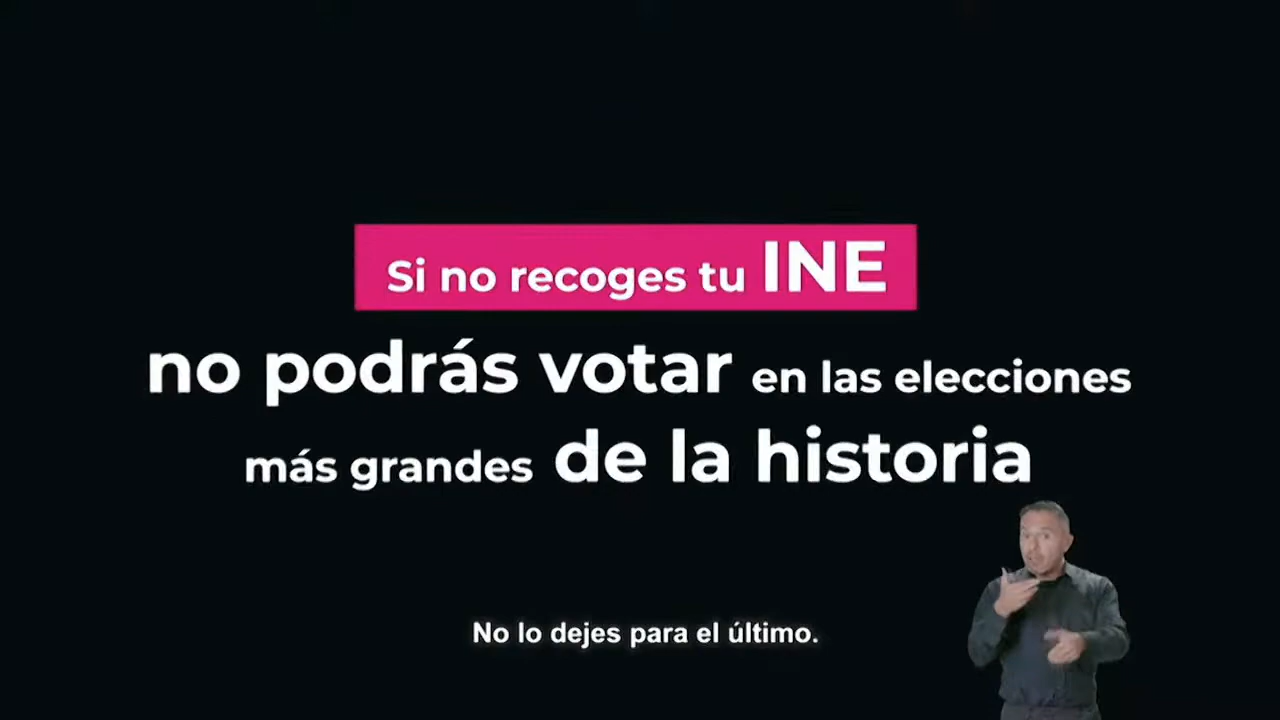 Si no recoges tu INE
no podrás votar en las elecciones
más grandes de la historia
No lo dejes para el último.